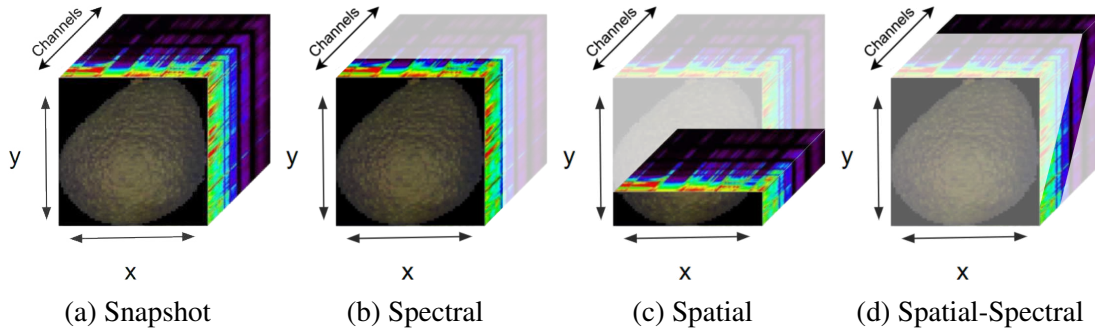 Channels
y
x
(a) Snapshot
Channels
y
x
(b) Spectral
Channels
y
x
(c) Spatial
Channels
y
x
(d) Spatial-Spectral